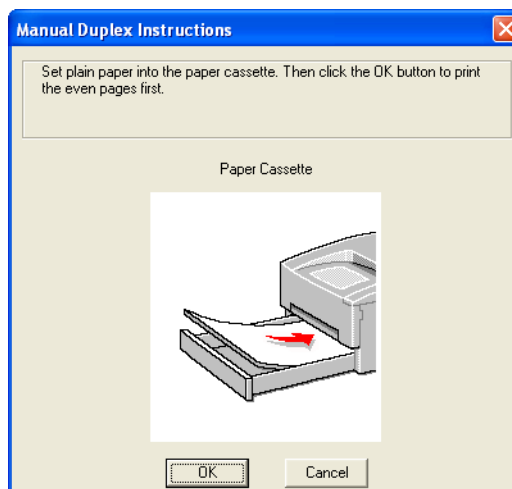 Manual Duplex Instructions
Set plain paper into the paper cassette. Then click the OK button to print
the even pages first.
Paper Cassette
OK
Cancel